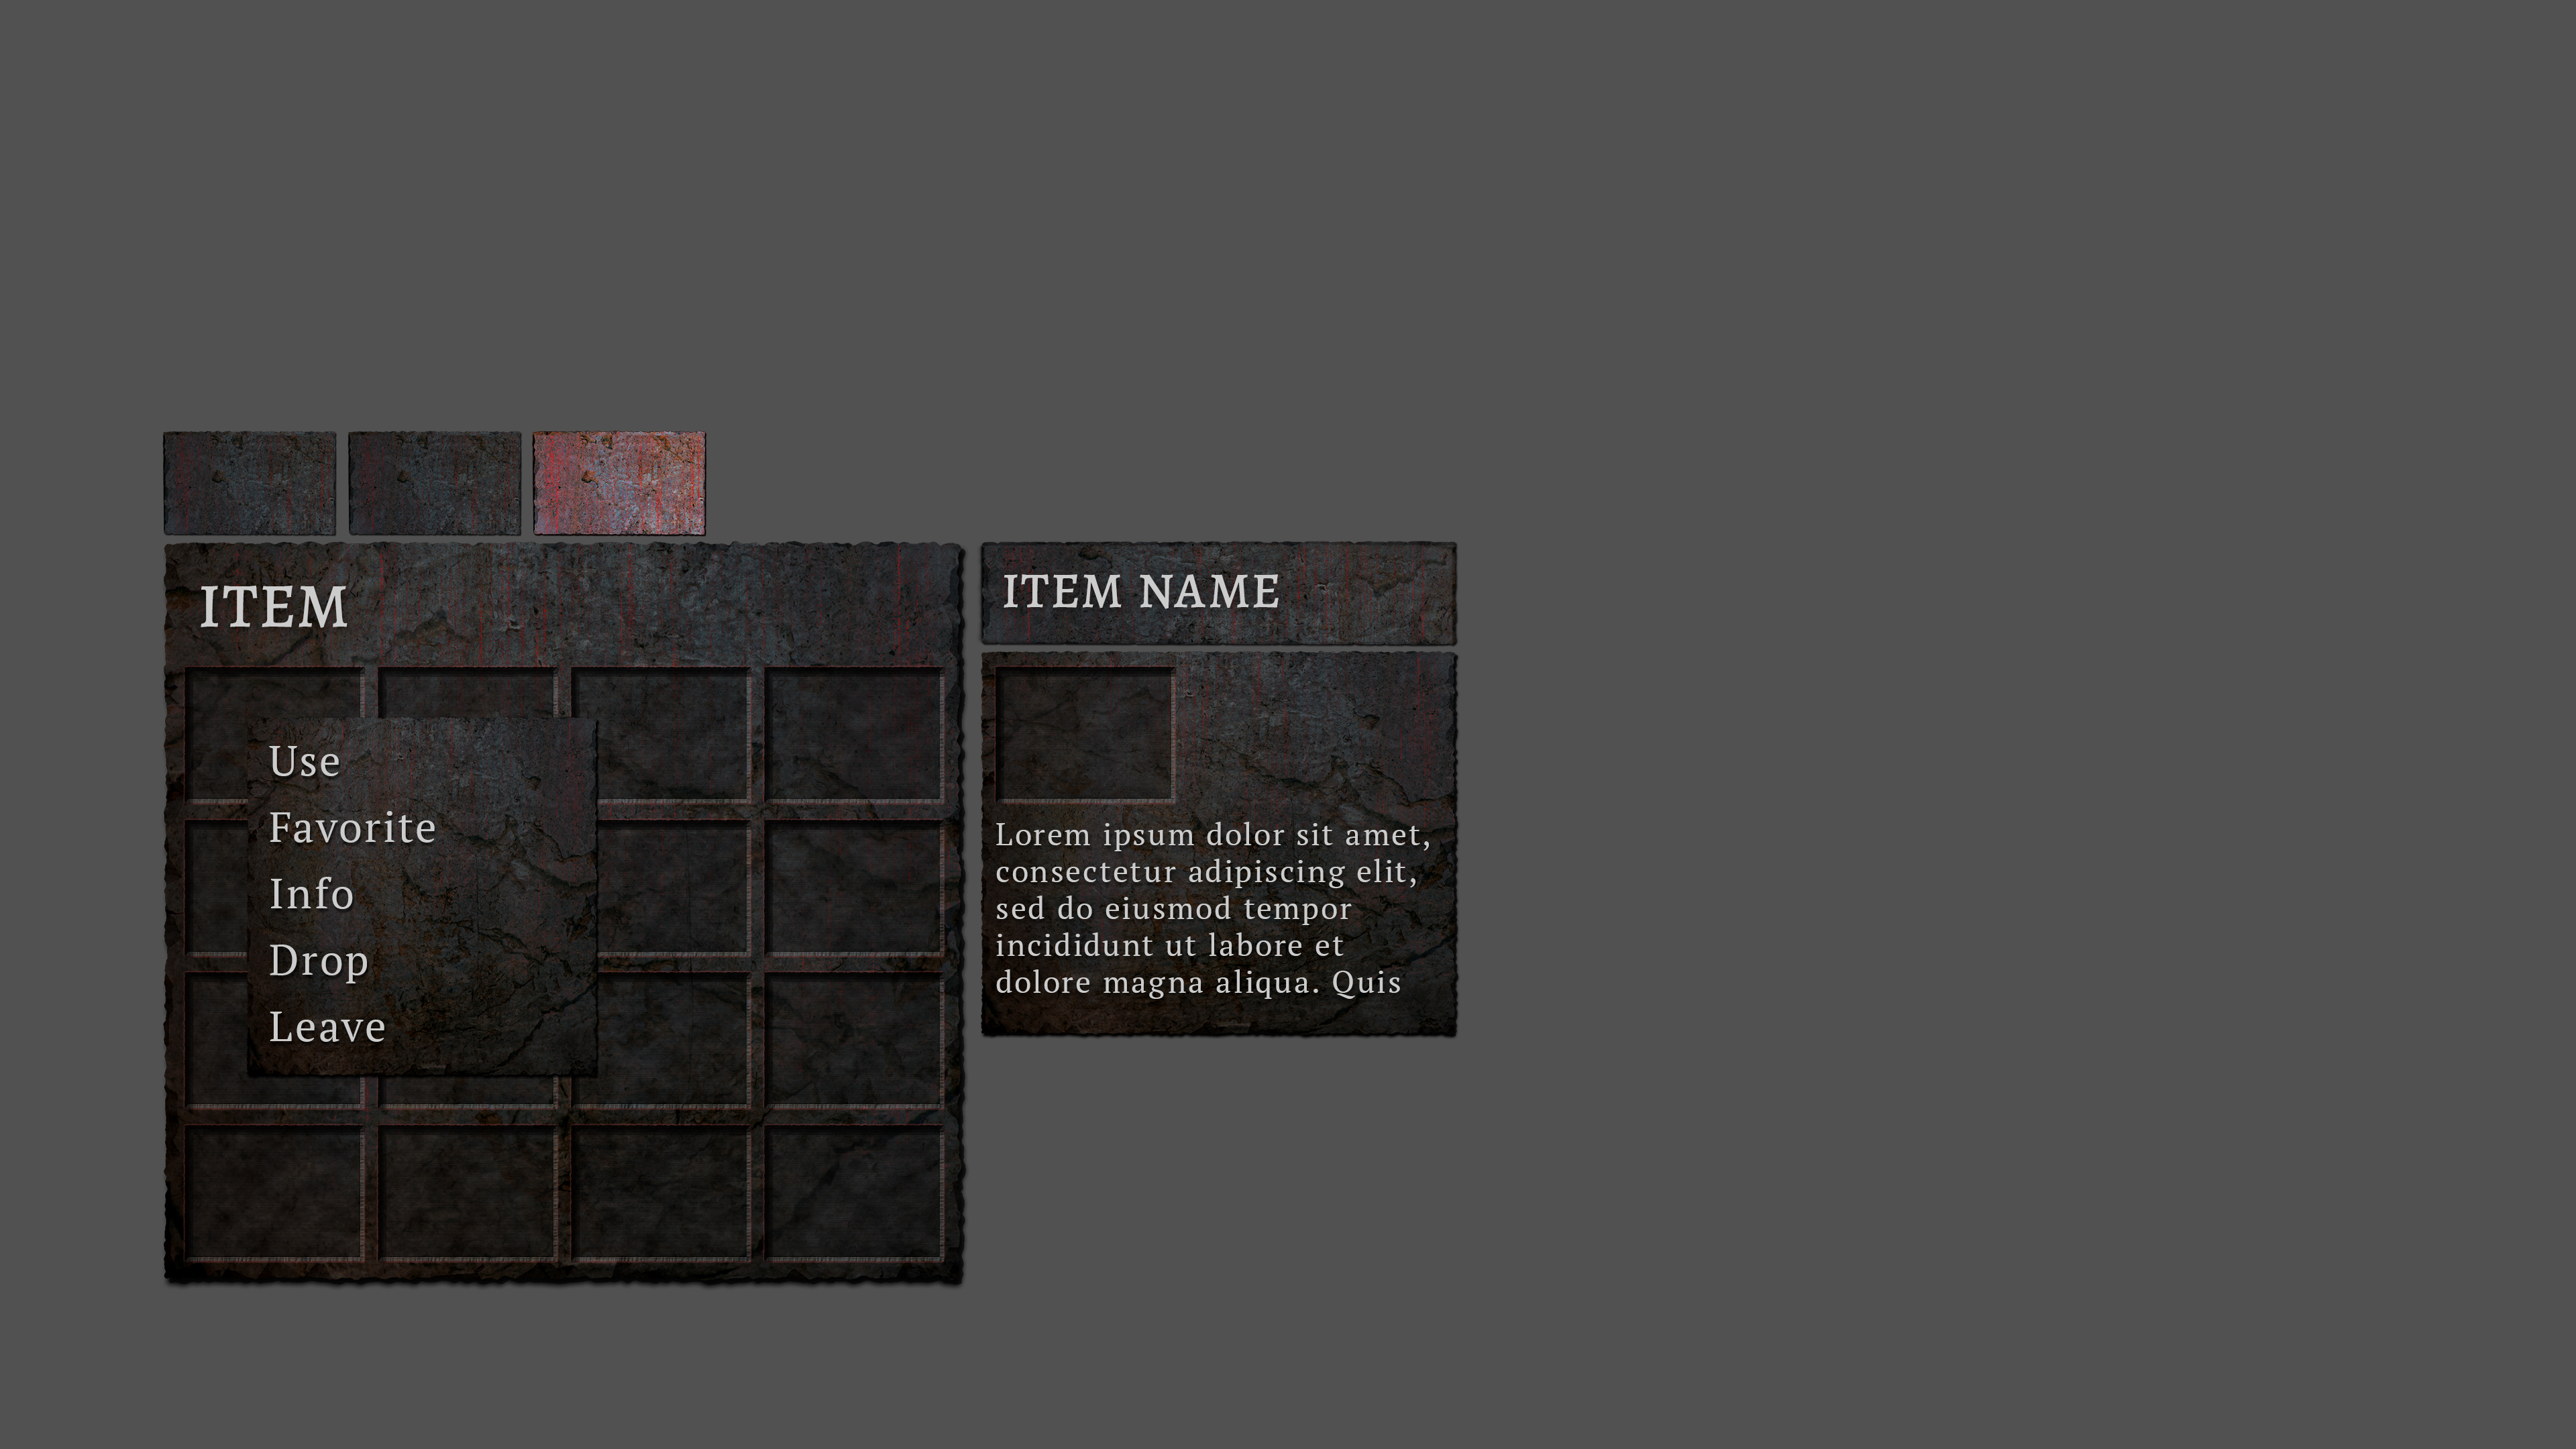 ITEM
Use
Favorite
Info
Drop
Leave
ITEM NAME
Lorem ipsum dolor sit amet,
consectetur adipiscing elit,
sed do eiusmod tempor
incididunt ut labore et
dolore magna aliqua. Quis